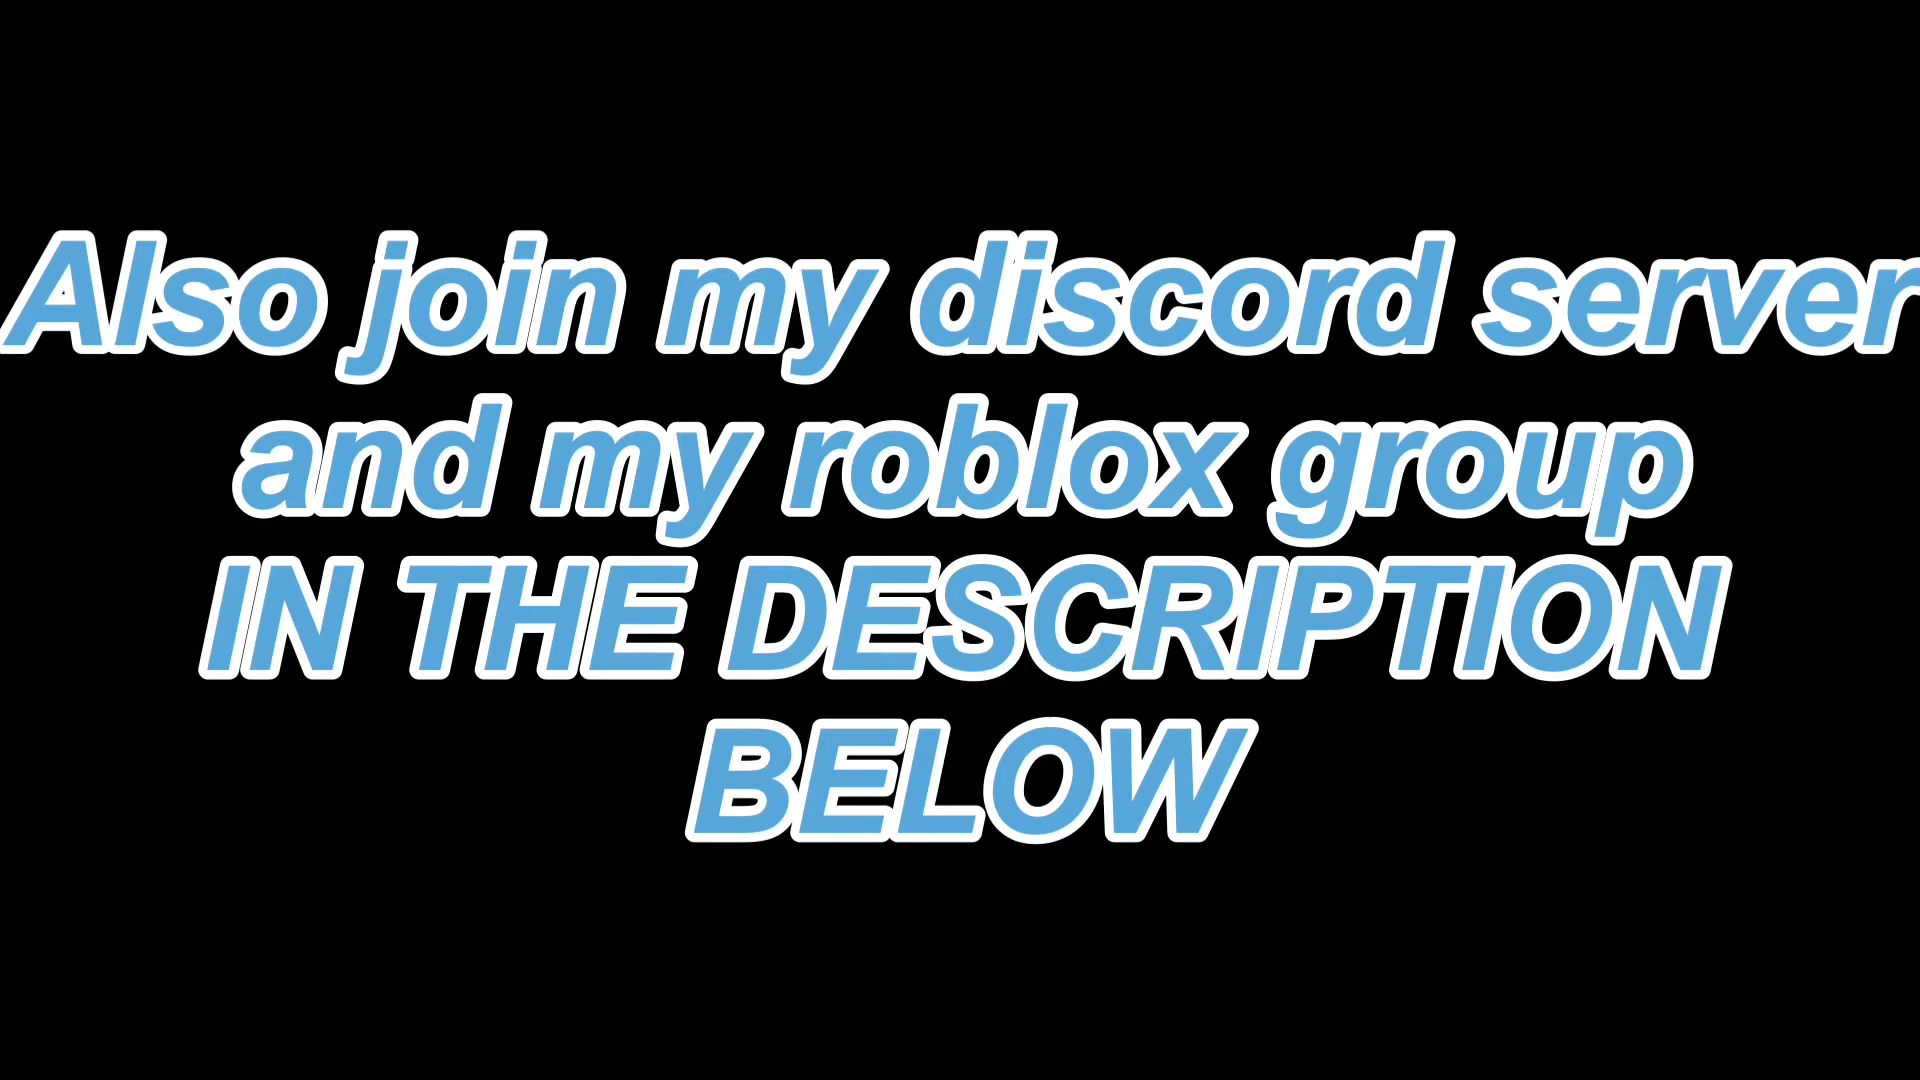 Also join my discord server
and my roblox group
IN THE DESCRIPTION
BELOW